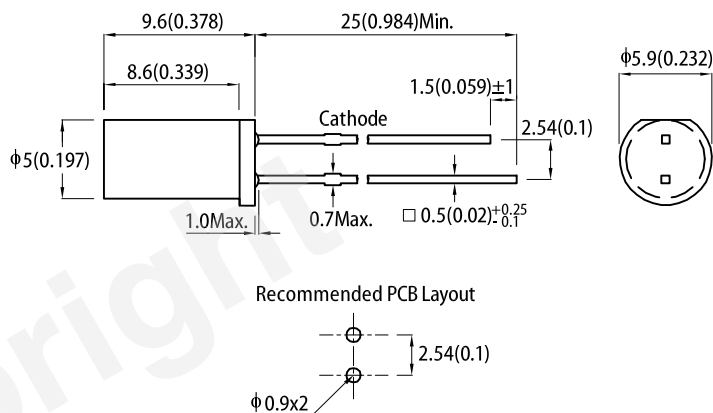 9.6(0.378)
25(0.984)Min.
ϕ5.9(0.232)
8.6(0.339)
1.5(0.059)±1
Cathode
2.54(0.1)
ϕ5(0.197)
1.0Max.
0.7Max.
□ 0.5(0.02)+0.25
-0.1
Recommended PCB Layout
2.54(0.1)
ϕ0.9x2
bright